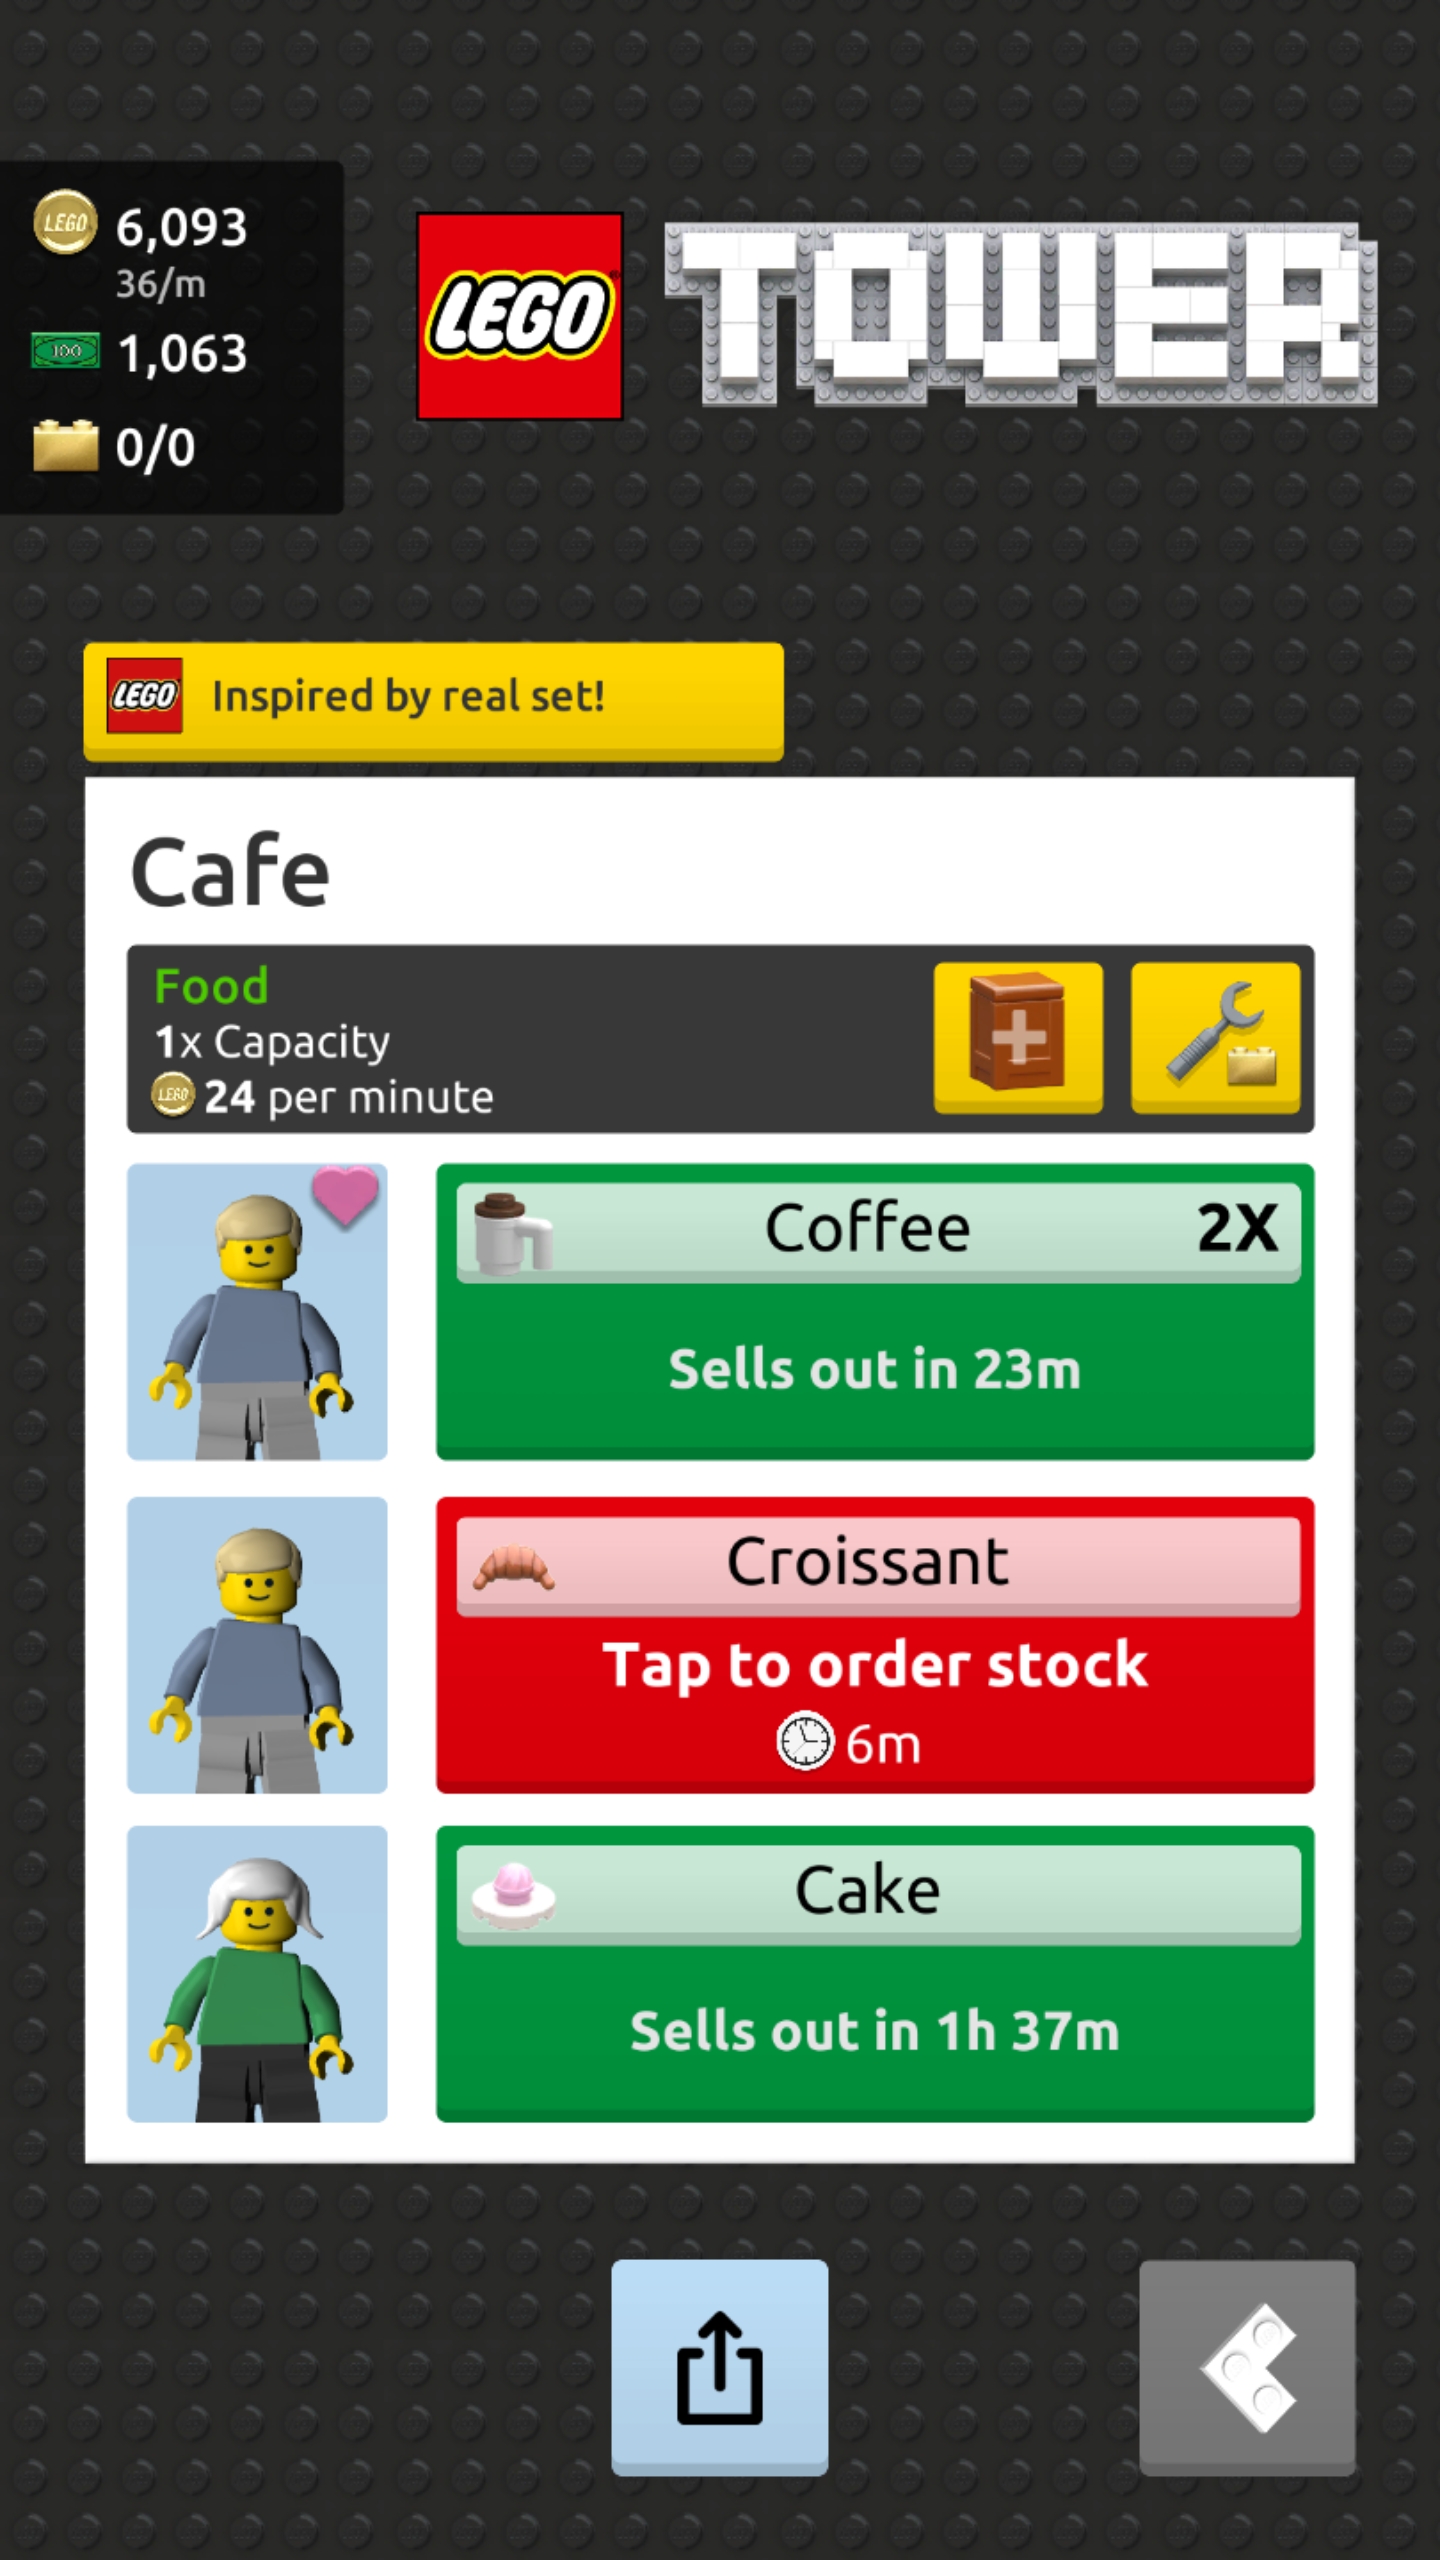 LEGO
6,093
36/m
100
1,063
0/0
LEGO
TOWER
LEGO
Inspired by real set!
Cafe
Food
1x Capacity
LEGO
24 per minute
Coffee
2X
Sells out in 23m
Croissant
Tap to order stock
6m
Cake
Sells out in 1h 37m